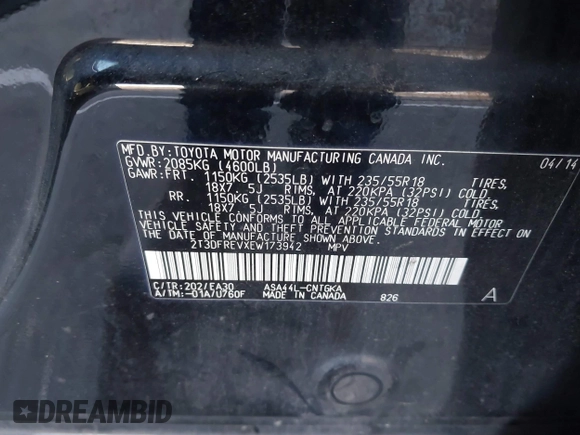 MFD.BY:TOYOTA MOTOR MANUFACTURING CANADA INC.
GVWR:2085KG (4600LB) 04/14
GAWR:FRT. 1150KG (2535LB) WITH 235/55R18 TIRES,
18X7.5J RIMS, AT 220KPA (32PSI) COLD.
RR. 1150KG (2535LB) WITH 235/55R18 TIRES,
18X7.5J RIMS, AT 220KPA (32PSI) COLD.
THIS VEHICLE CONFORMS TO ALL APPLICABLE FEDERAL MOTOR
VEHICLE SAFETY AND THEFT PREVENTION STANDARDS IN EFFECT ON
THE DATE OF MANUFACTURE SHOWN ABOVE.
2T3DFREVXEW173942 MPV
C/TR:202/EA30 ASA44L-CNTGKA
A/TM:-01A/U760F MADE IN CANADA 826 A
DREAMBID